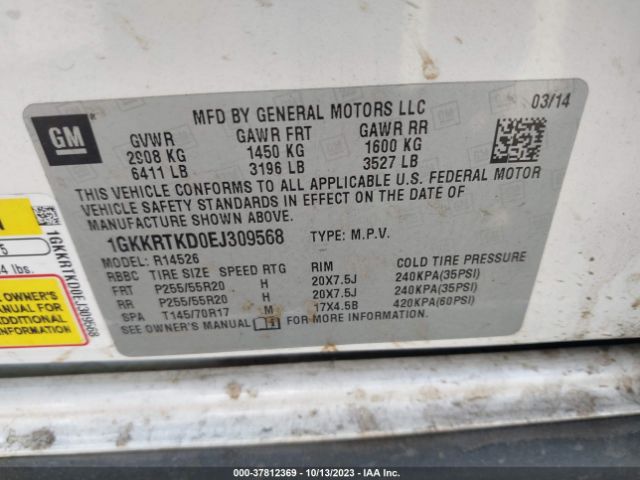 MFD BY GENERAL MOTORS LLC 03/14
GM
GVWR GAWR FRT GAWR RR
2908 KG 1450 KG 1600 KG
6411 LB 3196 LB 3527 LB
THIS VEHICLE CONFORMS TO ALL APPLICABLE U.S. FEDERAL MOTOR
VEHICLE SAFETY STANDARDS IN EFFECT ON THE DATE OF
MANUFACTURE SHOWN ABOVE.
1GKKRTKD0EJ309568 TYPE: M.P.V.
MODEL: R14526
RBBC TIRE SIZE SPEED RTG RIM COLD TIRE PRESSURE
FRT P255/55R20 H 20X7.5J 240KPA(35PSI)
RR P255/55R20 H 20X7.5J 240KPA(35PSI)
SPA T145/70R17 M 17X4.5B 420KPA(60PSI)
SEE OWNER'S MANUAL FOR MORE INFORMATION.
N
5
4 lbs.
1GKKRTKD0EJ309568
OWNER'S
MANUAL FOR
ADDITIONAL
INFORMATION
000-37812369 - 10/13/2023 - IAA Inc.